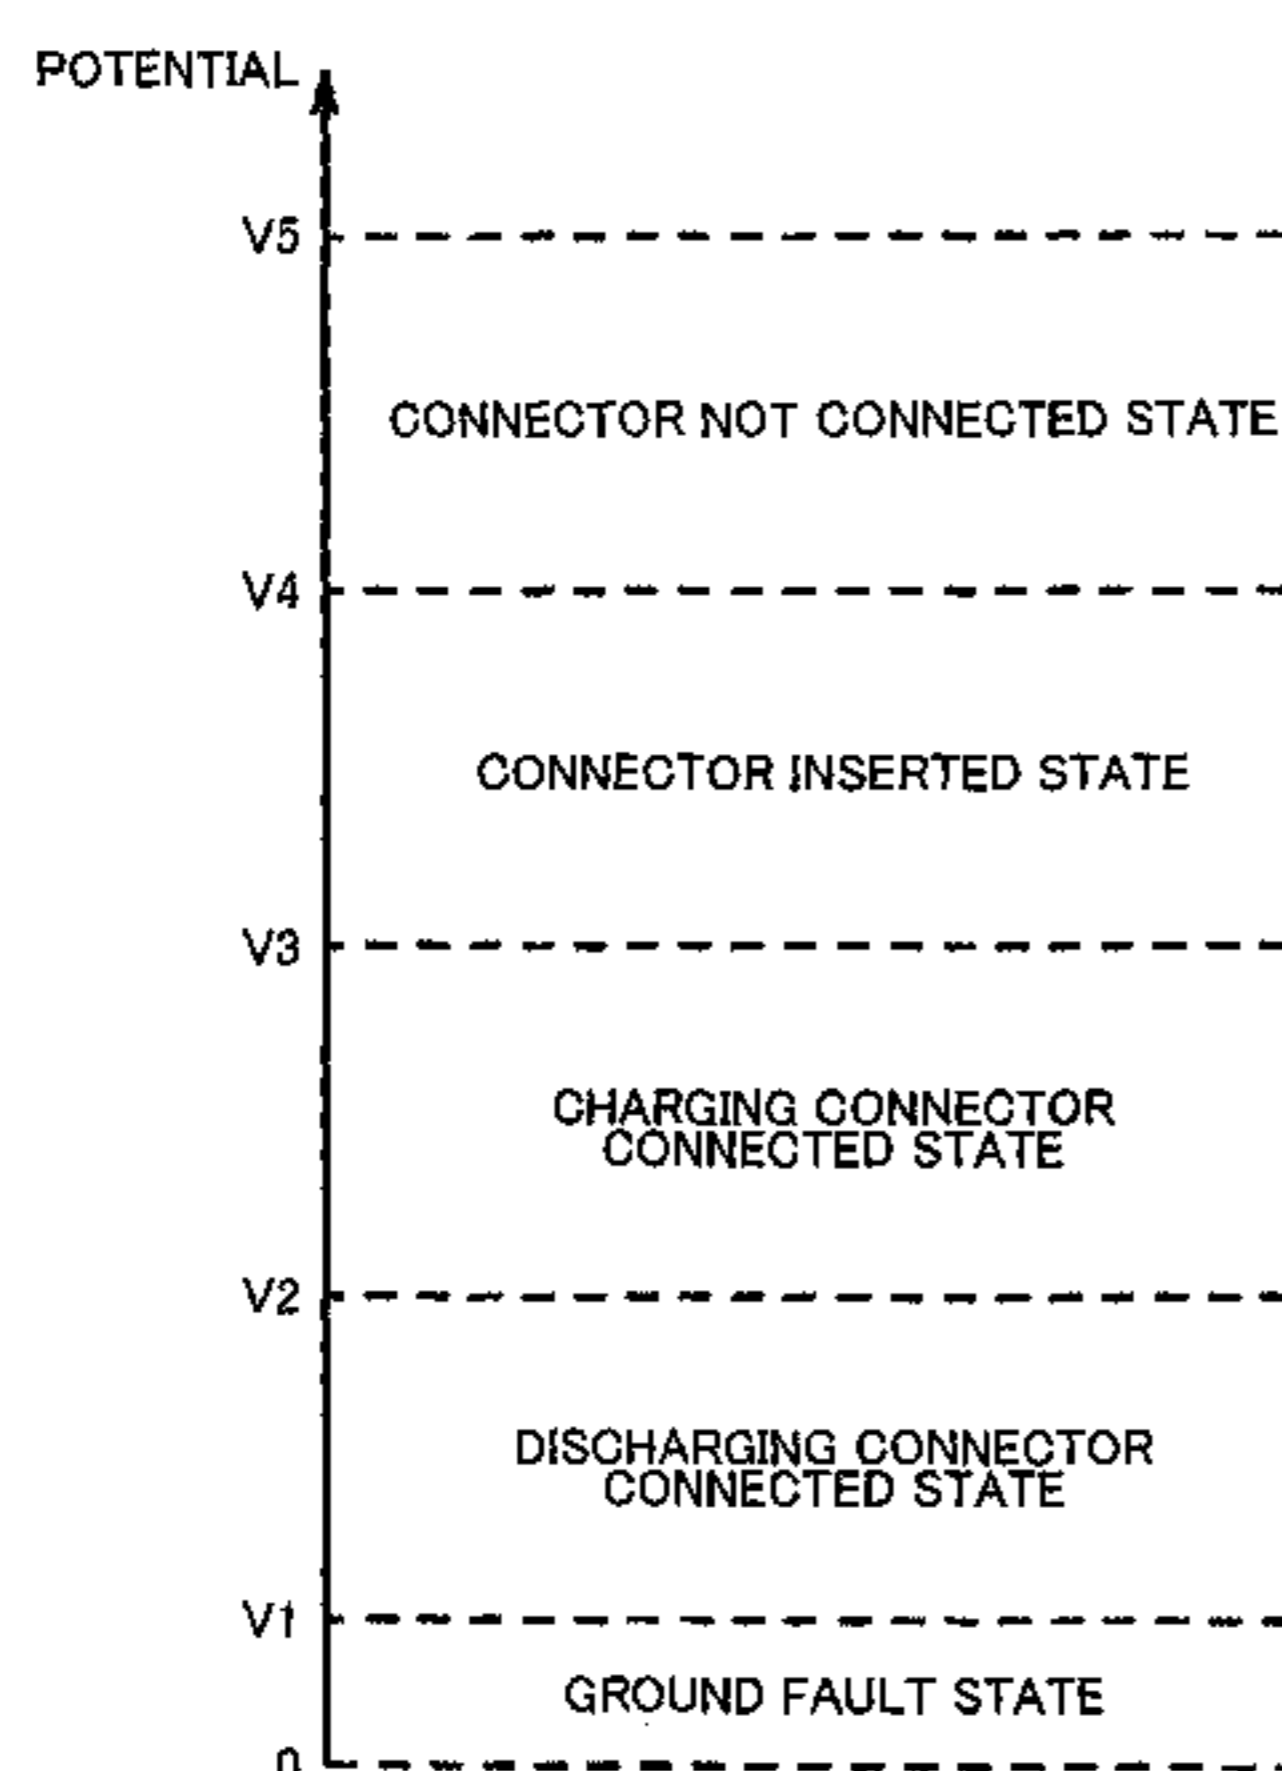 POTENTIAL
V5
CONNECTOR NOT CONNECTED STATE
V4
CONNECTOR INSERTED STATE
V3
CHARGING CONNECTOR
CONNECTED STATE
V2
DISCHARGING CONNECTOR
CONNECTED STATE
V1
GROUND FAULT STATE
0